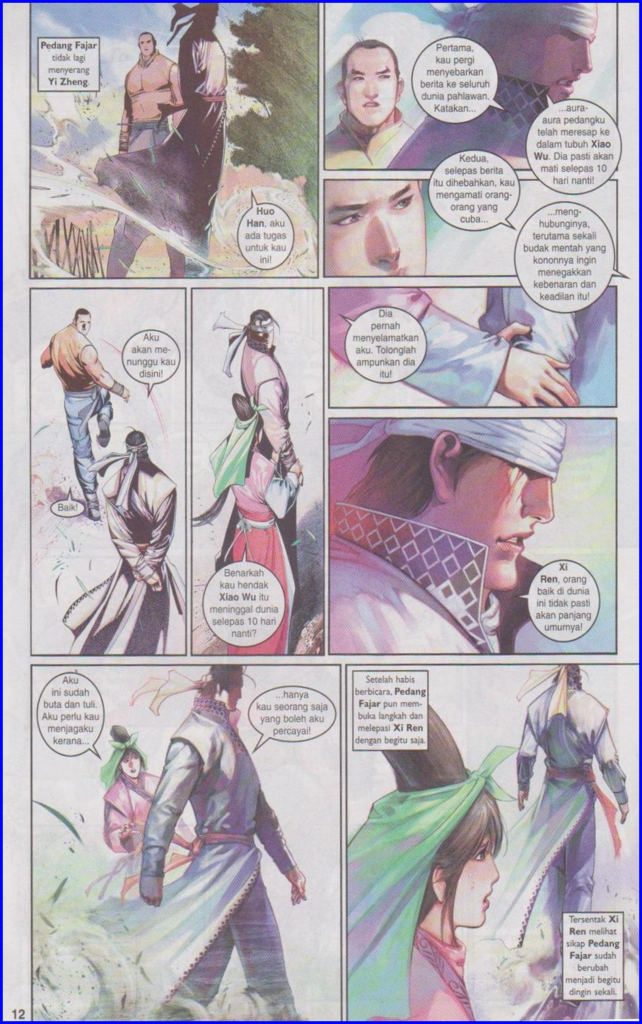 Pedang Fajar
tidak lagi
menyerang
Yi Zheng.
Huo
Han, aku
ada tugas
untuk kau
ini!
Pertama,
kau pergi
menyebarkan
berita ke seluruh
dunia pahlawan.
Katakan...
...aura-
aura pedangku
telah meresap ke
dalam tubuh Xiao
Wu. Dia pasti akan
mati selepas 10
hari nanti!
Kedua,
selepas berita
itu dihebahkan, kau
mengamati orang-
orang yang
cuba...
...meng-
hubunginya,
terutama sekali
budak mentah yang
kononnya ingin
menegakkan
kebenaran dan
keadilan itu!
Aku
akan me-
nunggu kau
disini!
Baik!
Benarkah
kau hendak
Xiao Wu itu
meninggal dunia
selepas 10 hari
nanti?
Dia
pernah
menyelamatkan
aku. Tolonglah
ampunkan dia
itu!
Xi
Ren, orang
baik di dunia
ini tidak pasti
akan panjang
umurnya!
Aku
ini sudah
buta dan tuli.
Aku perlu kau
menjagaku
kerana...
...hanya
kau seorang saja
yang boleh aku
percayai!
Setelah habis
berbicara, Pedang
Fajar pun mem-
buka langkah dan
melepasi Xi Ren
dengan begitu saja.
Tersentak Xi
Ren melihat
sikap Pedang
Fajar sudah
berubah
menjadi begitu
dingin sekali.
12